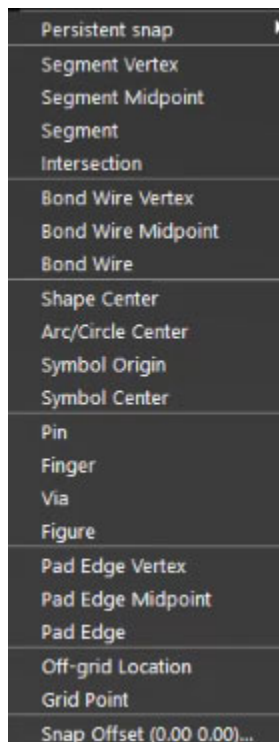 Persistent snap
Segment Vertex
Segment Midpoint
Segment
Intersection
Bond Wire Vertex
Bond Wire Midpoint
Bond Wire
Shape Center
Arc/Circle Center
Symbol Origin
Symbol Center
Pin
Finger
Via
Figure
Pad Edge Vertex
Pad Edge Midpoint
Pad Edge
Off-grid Location
Grid Point
Snap Offset (0.00 0.00)...